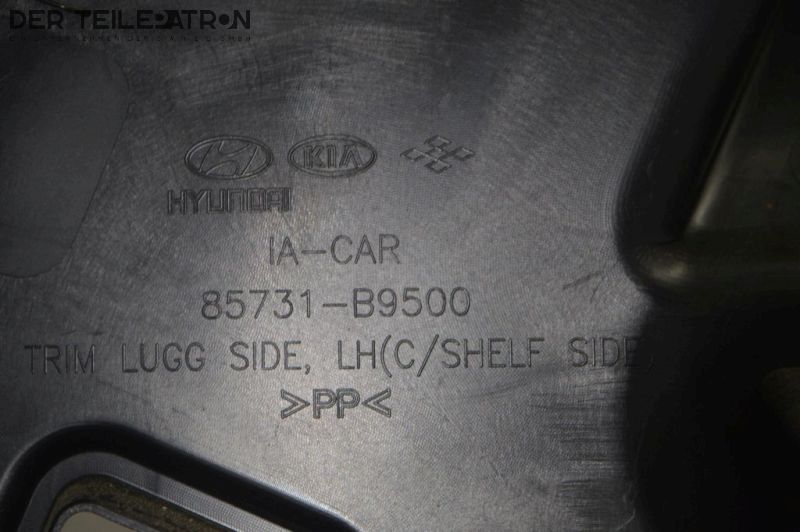 DER TEILEPATRON
KIA
HYUNDAI
IA-CAR
85731-B9500
TRIM LUGG SIDE, LH(C/SHELF SIDE,
>PP<